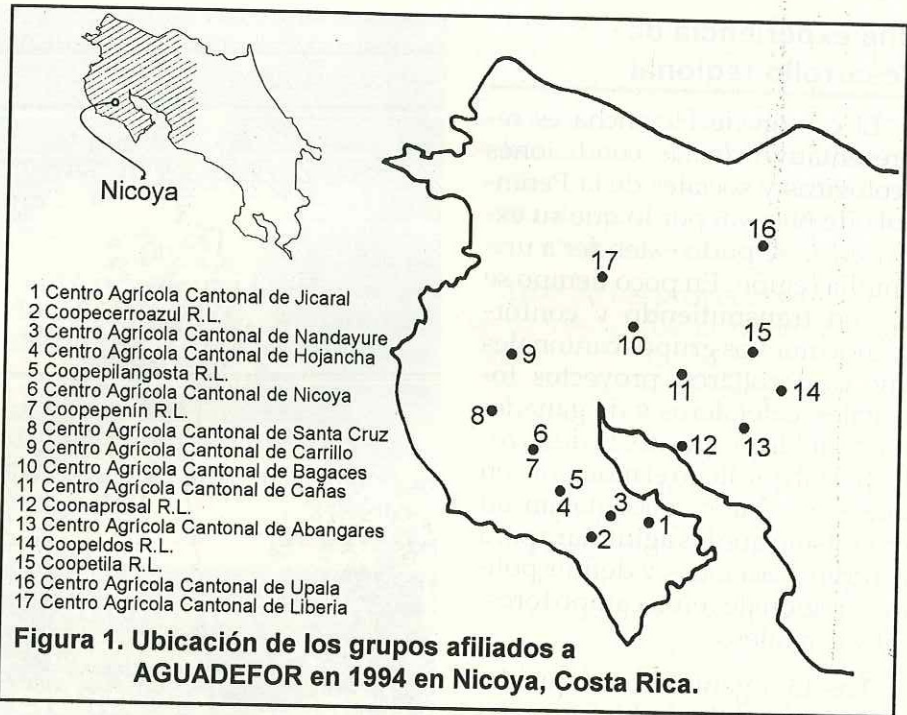 Nicoya
1 Centro Agrícola Cantonal de Jicaral
2 Coopecerroazul R.L.
3 Centro Agrícola Cantonal de Nandayure
4 Centro Agrícola Cantonal de Hojancha
5 Coopepilangosta R.L.
6 Centro Agrícola Cantonal de Nicoya
7 Coopepenín R.L.
8 Centro Agrícola Cantonal de Santa Cruz
9 Centro Agrícola Cantonal de Carrillo
10 Centro Agrícola Cantonal de Bagaces
11 Centro Agrícola Cantonal de Cañas
12 Coonaprosal R.L.
13 Centro Agrícola Cantonal de Abangares
14 Coopeldos R.L.
15 Coopetila R.L.
16 Centro Agrícola Cantonal de Upala
17 Centro Agrícola Cantonal de Liberia
16
17
10
15
9
11
14
8
13
6
12
7
5
4
3
1
2
Figura 1. Ubicación de los grupos afiliados a
AGUADEFOR en 1994 en Nicoya, Costa Rica.